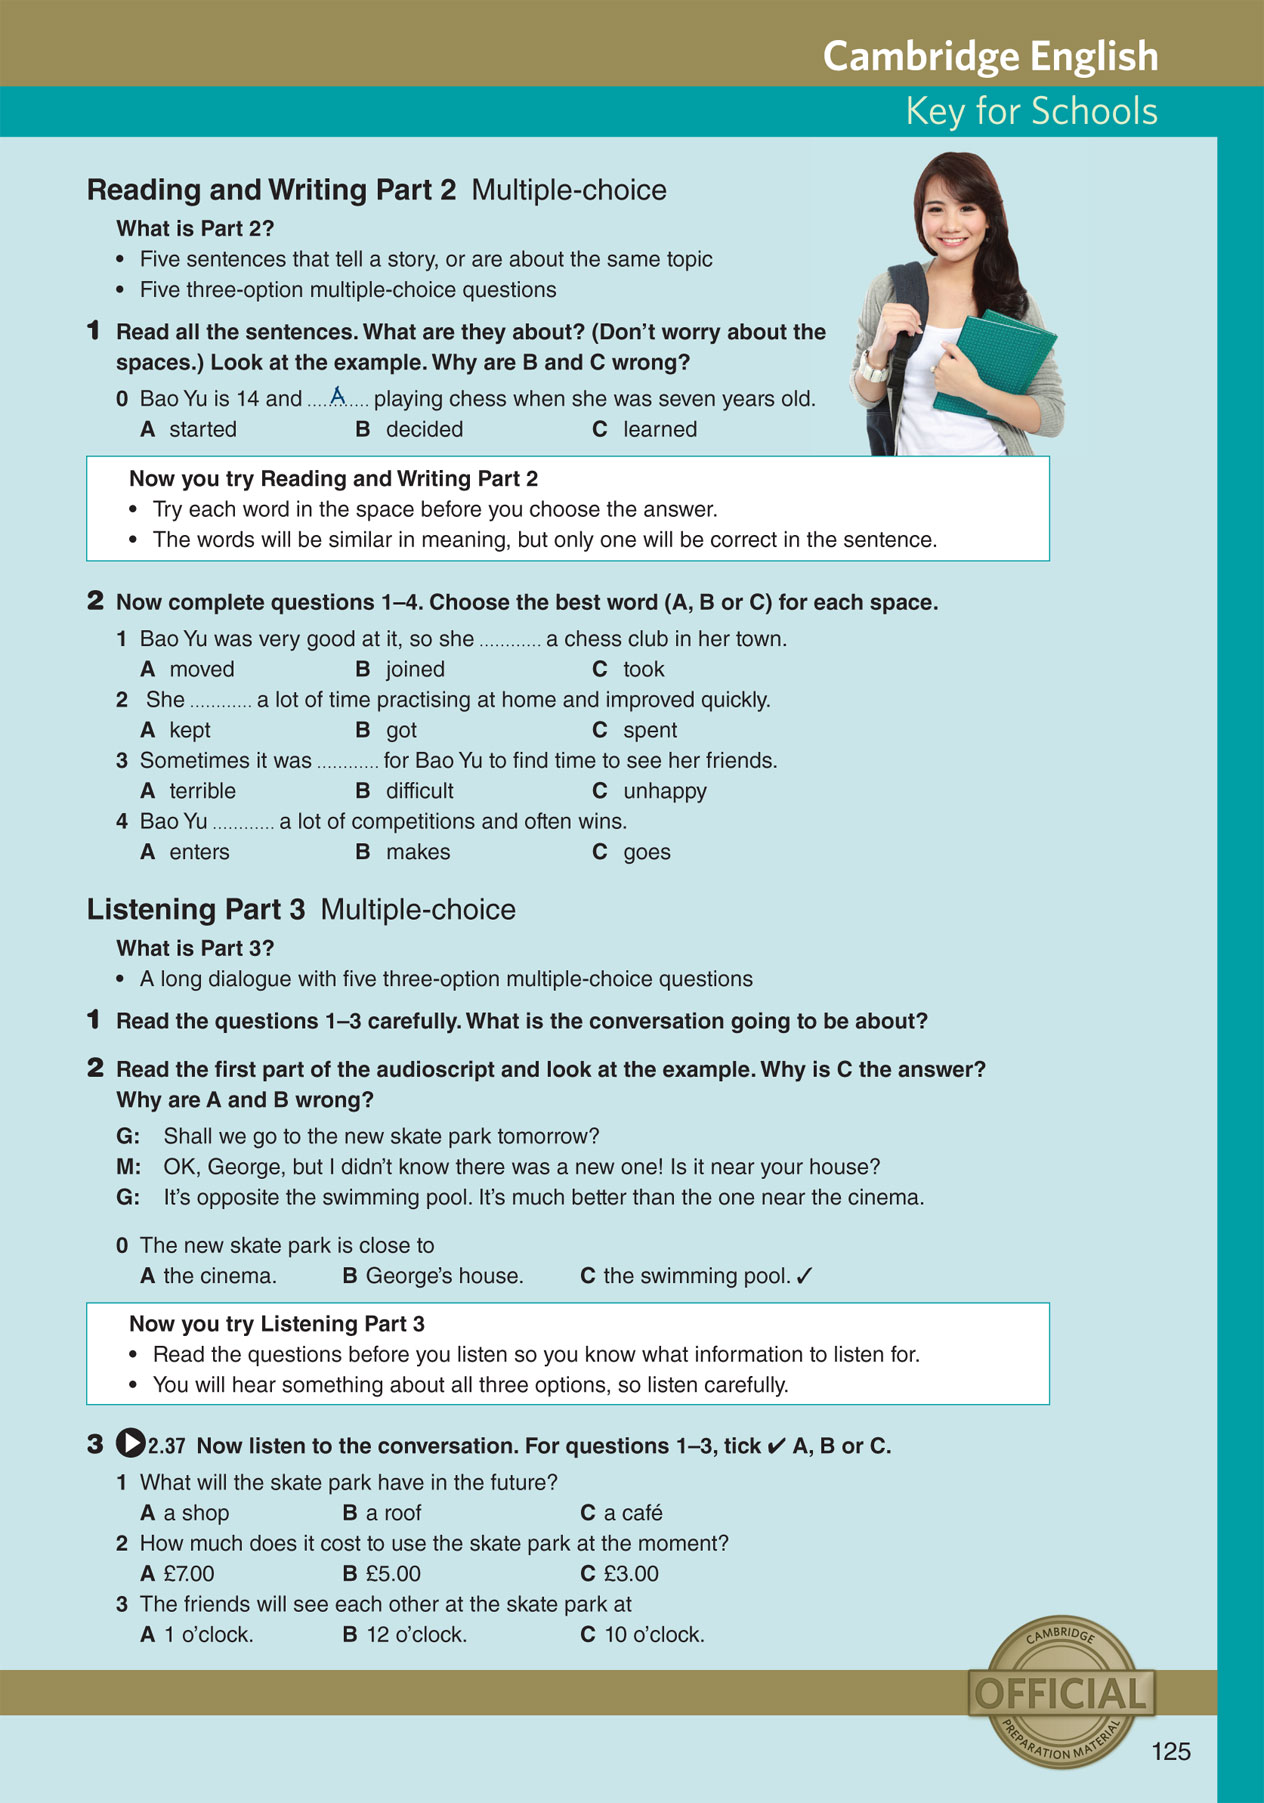 Cambridge English
Key for Schools
Reading and Writing Part 2 Multiple-choice
What is Part 2?
• Five sentences that tell a story, or are about the same topic
• Five three-option multiple-choice questions
1 Read all the sentences. What are they about? (Don’t worry about the
spaces.) Look at the example. Why are B and C wrong?
0 Bao Yu is 14 and ....A.... playing chess when she was seven years old.
A started B decided C learned
Now you try Reading and Writing Part 2
• Try each word in the space before you choose the answer.
• The words will be similar in meaning, but only one will be correct in the sentence.
2 Now complete questions 1–4. Choose the best word (A, B or C) for each space.
1 Bao Yu was very good at it, so she ............ a chess club in her town.
A moved B joined C took
2 She ............ a lot of time practising at home and improved quickly.
A kept B got C spent
3 Sometimes it was ............ for Bao Yu to find time to see her friends.
A terrible B difficult C unhappy
4 Bao Yu ............ a lot of competitions and often wins.
A enters B makes C goes
Listening Part 3 Multiple-choice
What is Part 3?
• A long dialogue with five three-option multiple-choice questions
1 Read the questions 1–3 carefully. What is the conversation going to be about?
2 Read the first part of the audioscript and look at the example. Why is C the answer?
Why are A and B wrong?
G: Shall we go to the new skate park tomorrow?
M: OK, George, but I didn’t know there was a new one! Is it near your house?
G: It’s opposite the swimming pool. It’s much better than the one near the cinema.
0 The new skate park is close to
A the cinema. B George’s house. C the swimming pool. ✓
Now you try Listening Part 3
• Read the questions before you listen so you know what information to listen for.
• You will hear something about all three options, so listen carefully.
3 2.37 Now listen to the conversation. For questions 1–3, tick ✔ A, B or C.
1 What will the skate park have in the future?
A a shop B a roof C a café
2 How much does it cost to use the skate park at the moment?
A £7.00 B £5.00 C £3.00
3 The friends will see each other at the skate park at
A 1 o’clock. B 12 o’clock. C 10 o’clock.
CAMBRIDGE
OFFICIAL
PREPARATION MATERIAL
125